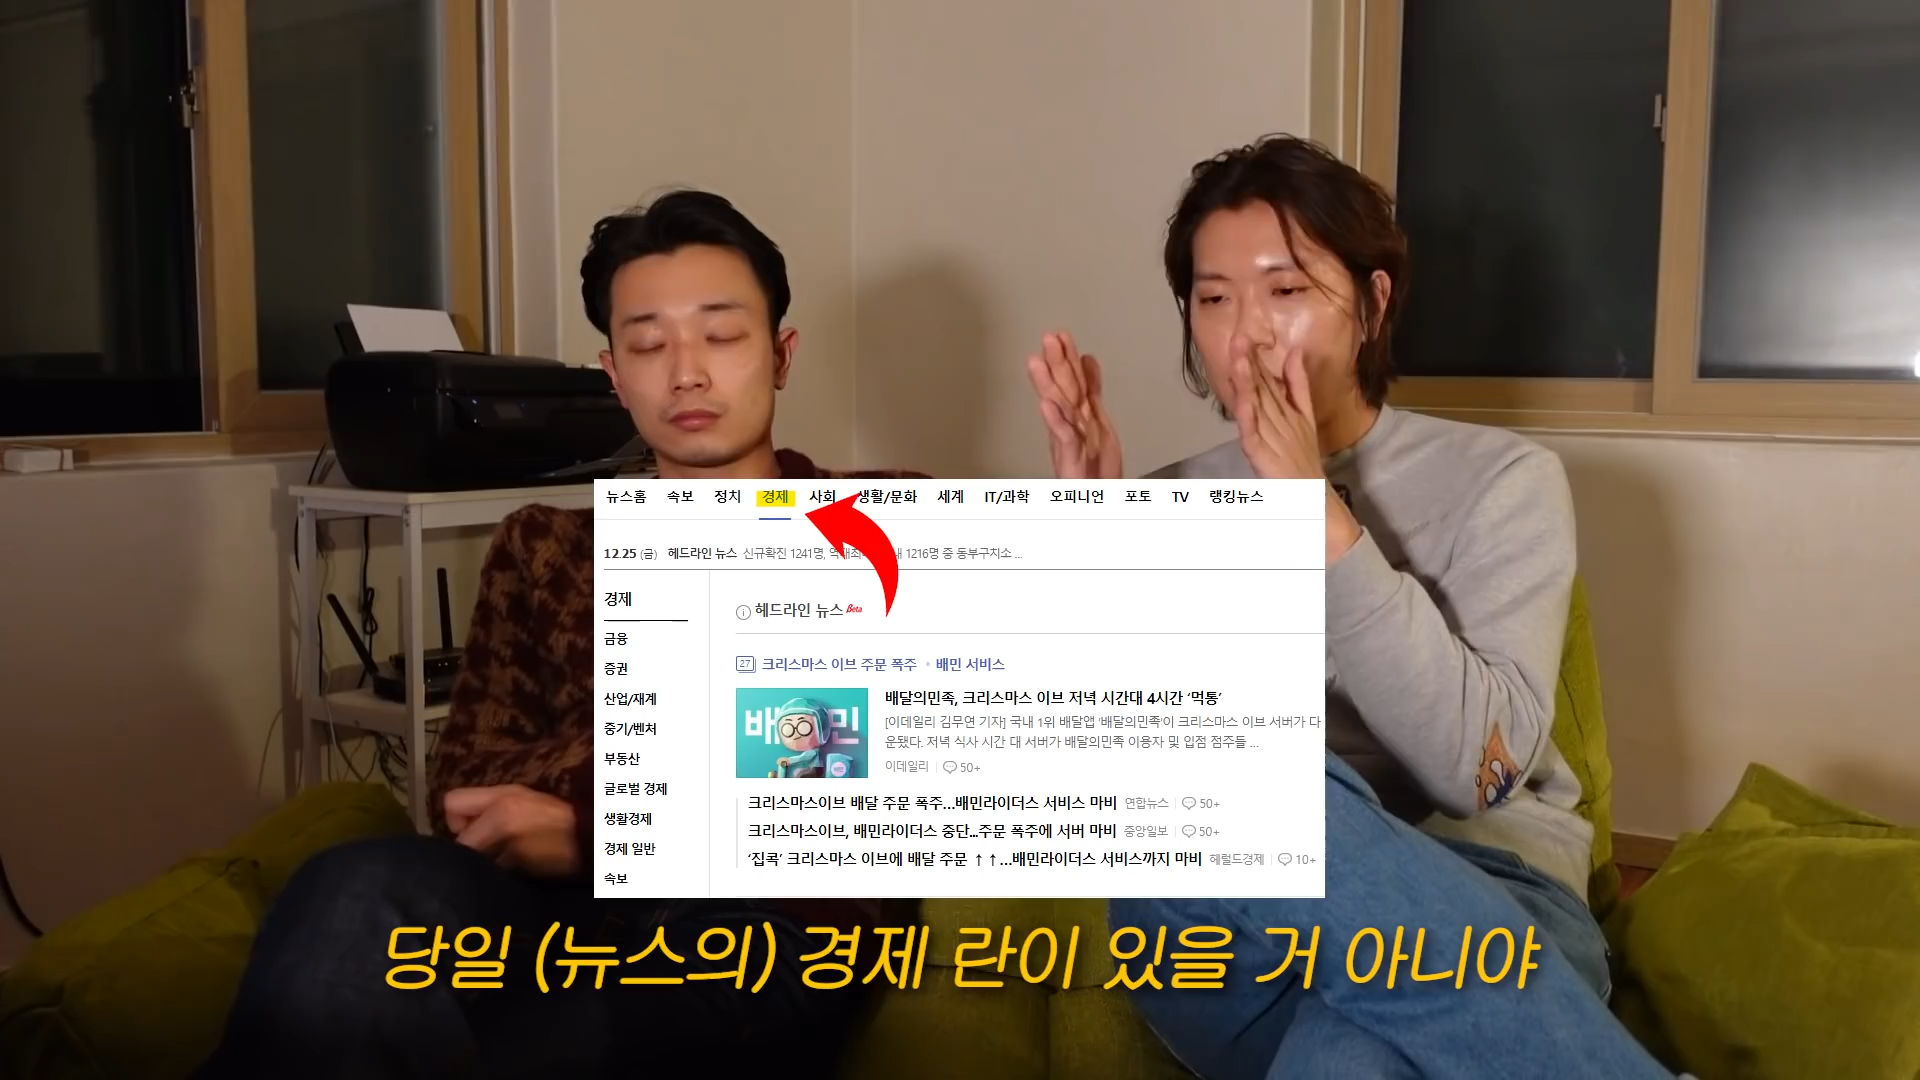 뉴스홈 속보 정치 경제 사회 생활/문화 세계 IT/과학 오피니언 포토 TV 랭킹뉴스
12.25 (금) 헤드라인 뉴스 신규확진 1241명, 1216명 중 동부구치소 ...
경제
금융
증권
산업/재계
중기/벤처
부동산
글로벌 경제
생활경제
경제 일반
속보
헤드라인 뉴스 Beta
27 크리스마스 이브 주문 폭주 • 배민 서비스
배민
배달의민족, 크리스마스 이브 저녁 시간대 4시간 ‘먹통’
[이데일리 김무연 기자] 국내 1위 배달앱 ‘배달의민족’이 크리스마스 이브 서버가 다
운됐다. 저녁 식사 시간 대 서버가 배달의민족 이용자 및 입점 점주들 ...
이데일리 50+
크리스마스이브 배달 주문 폭주...배민라이더스 서비스 마비 연합뉴스 50+
크리스마스이브, 배민라이더스 중단...주문 폭주에 서버 마비 중앙일보 50+
‘집콕’ 크리스마스 이브에 배달 주문 ↑↑...배민라이더스 서비스까지 마비 헤럴드경제 10+
당일 (뉴스의) 경제 란이 있을 거 아니야